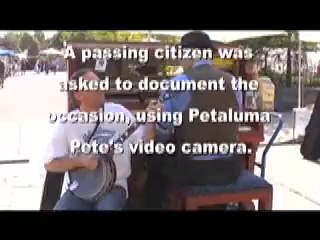 A passing citizen was
asked to document the
occasion, using Petaluma
Pete's video camera.